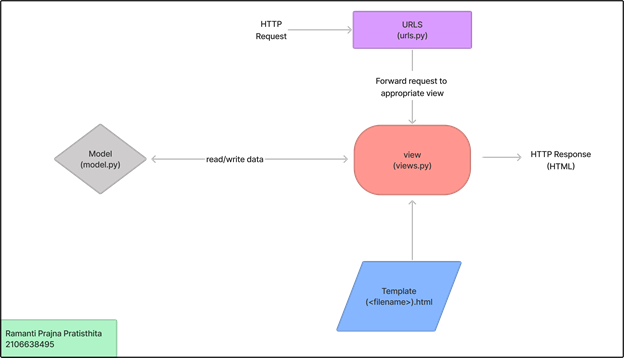 HTTP
Request
URLS
(urls.py)
Forward request to
appropriate view
Model
(model.py)
read/write data
view
(views.py)
HTTP Response
(HTML)
Template
(<filename>).html
Ramanti Prajna Pratisthita
2106638495